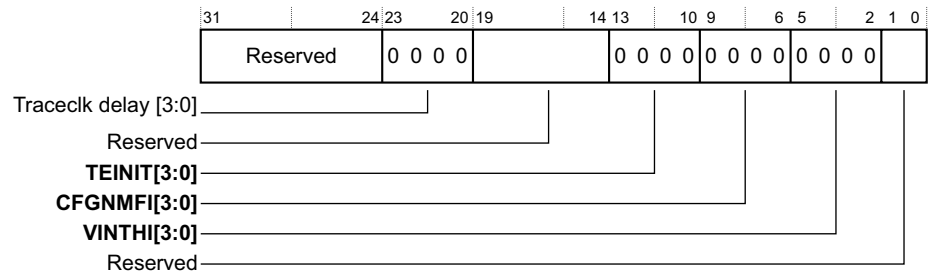 31 24 23 20 19 14 13 10 9 6 5 2 1 0
Reserved 0 0 0 0 0 0 0 0 0 0 0 0 0 0 0 0
Traceclk delay [3:0]
Reserved
TEINIT[3:0]
CFGNMFI[3:0]
VINTHI[3:0]
Reserved